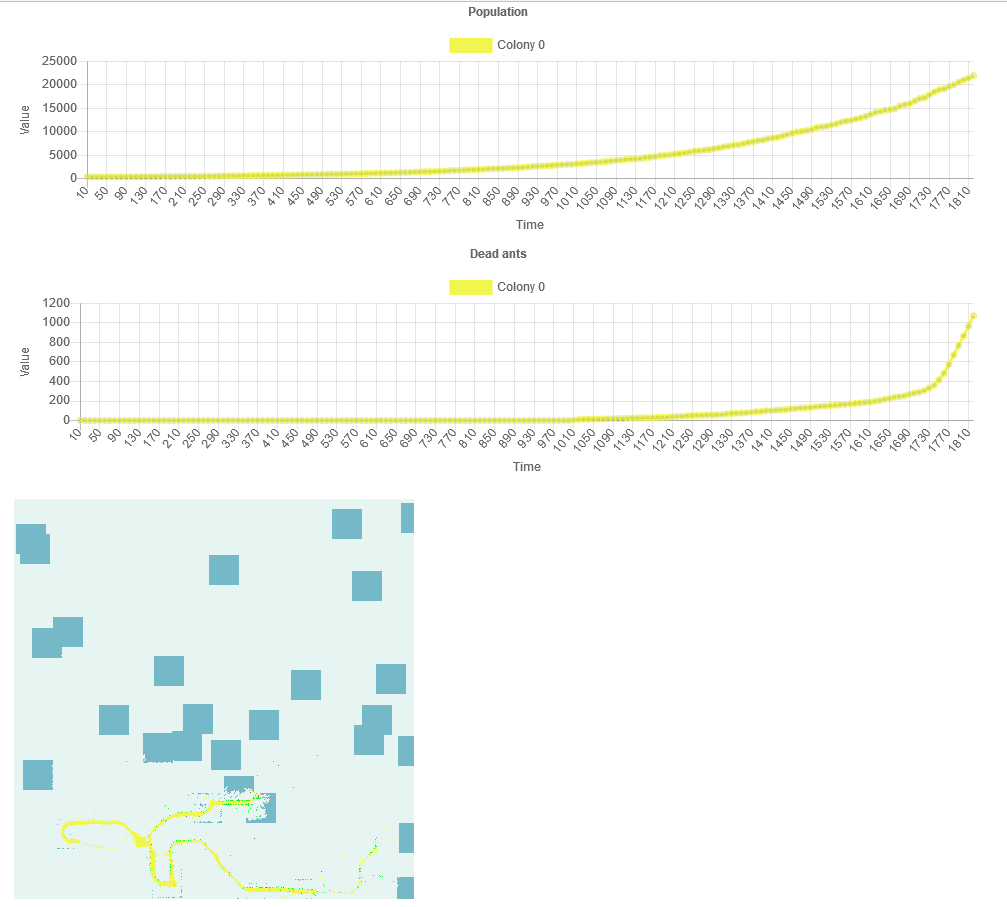 Population
Colony 0
25000
20000
15000
10000
5000
0
Value
10 50 90 130 170 210 250 290 330 370 410 450 490 530 570 610 650 690 730 770 810 850 890 930 970 1010 1050 1090 1130 1170 1210 1250 1290 1330 1370 1410 1450 1490 1530 1570 1610 1650 1690 1730 1770 1810
Time
Dead ants
Colony 0
1200
1000
800
600
400
200
0
Value
10 50 90 130 170 210 250 290 330 370 410 450 490 530 570 610 650 690 730 770 810 850 890 930 970 1010 1050 1090 1130 1170 1210 1250 1290 1330 1370 1410 1450 1490 1530 1570 1610 1650 1690 1730 1770 1810
Time